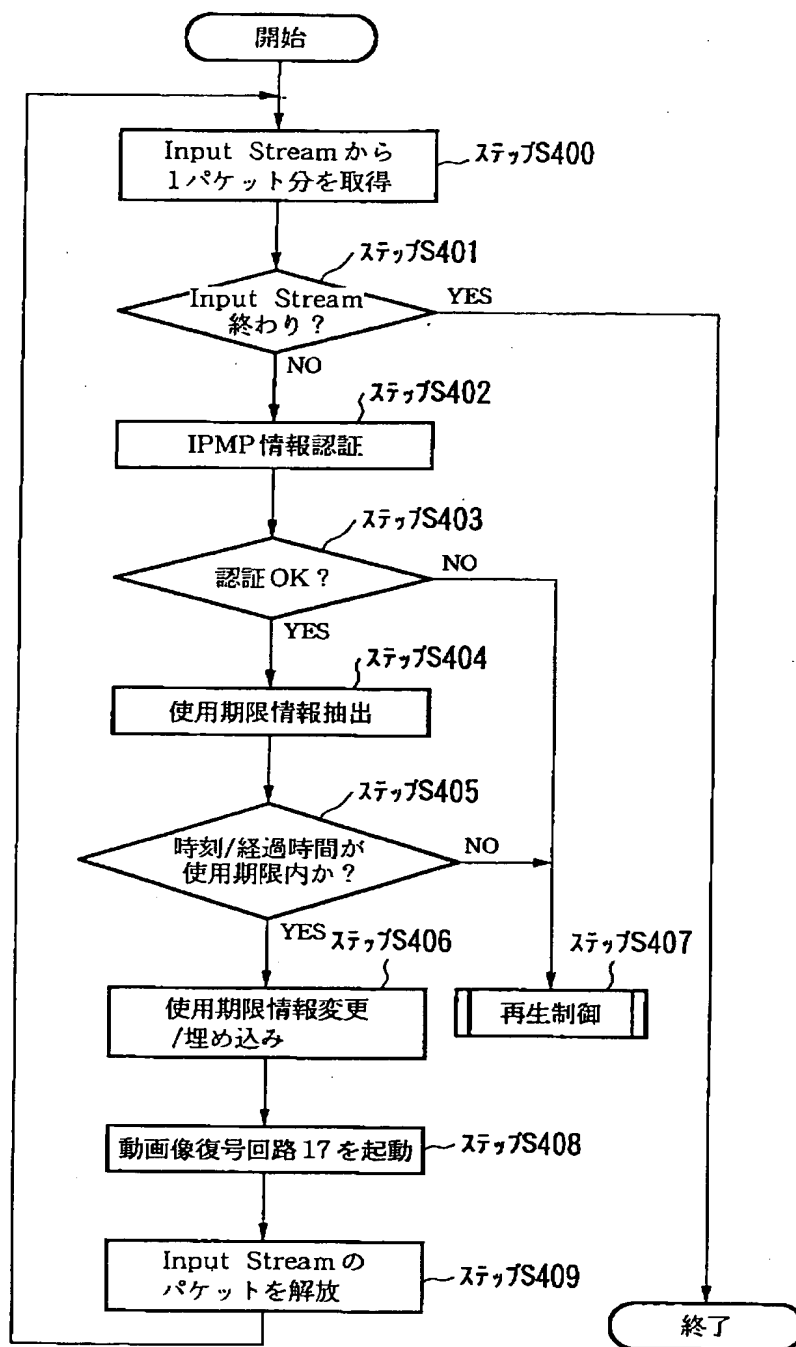 開始
Input Streamから
1パケット分を取得
ステップS400
ステップS401
Input Stream
終わり？
YES
NO
ステップS402
IPMP情報認証
ステップS403
認証OK？
NO
YES
ステップS404
使用期限情報抽出
ステップS405
時刻/経過時間が
使用期限内か？
NO
YES
ステップS406
使用期限情報変更
/埋め込み
ステップS407
再生制御
動画像復号回路17を起動
ステップS408
Input Streamの
パケットを解放
ステップS409
終了